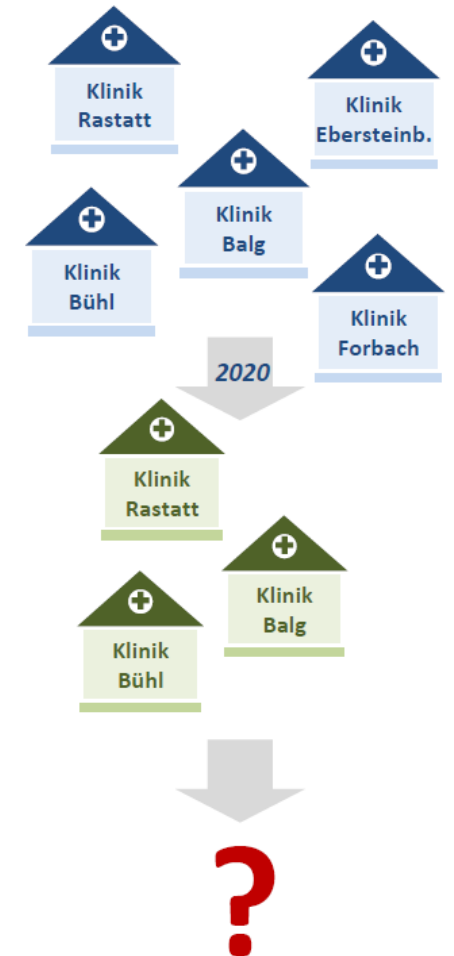 Klinik
Rastatt
Klinik
Ebersteinb.
Klinik
Balg
Klinik
Bühl
Klinik
Forbach
2020
Klinik
Rastatt
Klinik
Balg
Klinik
Bühl
?